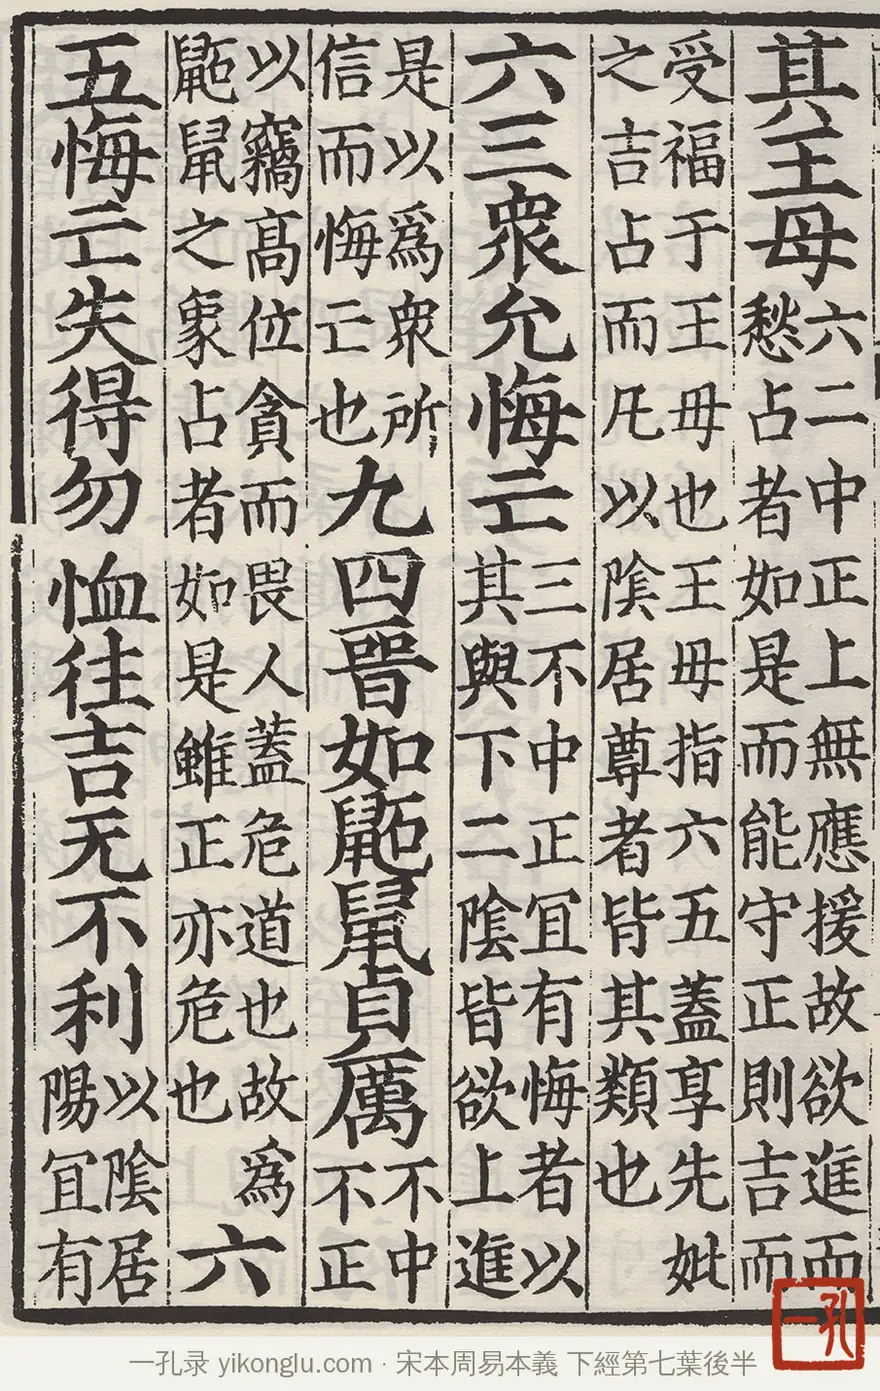 其王母六二中正上無應援故欲進而
愁占者如是而能守正則吉而
受福于王母也王母指六五蓋享先妣
之吉占而凡以陰居尊者皆其類也
六三衆允悔亡三不中正冝有悔者以
其與下二陰皆欲上進
是以爲衆所
信而悔亡也九四晉如鼫鼠貞厲不中
不正
以竊髙位貪而畏人蓋危道也故爲
鼫鼠之象占者如是雖正亦危也六
五悔亡失得勿恤往吉无不利以陰居
陽冝有
一孔
一孔录 yikonglu.com · 宋本周易本義 下經第七葉後半